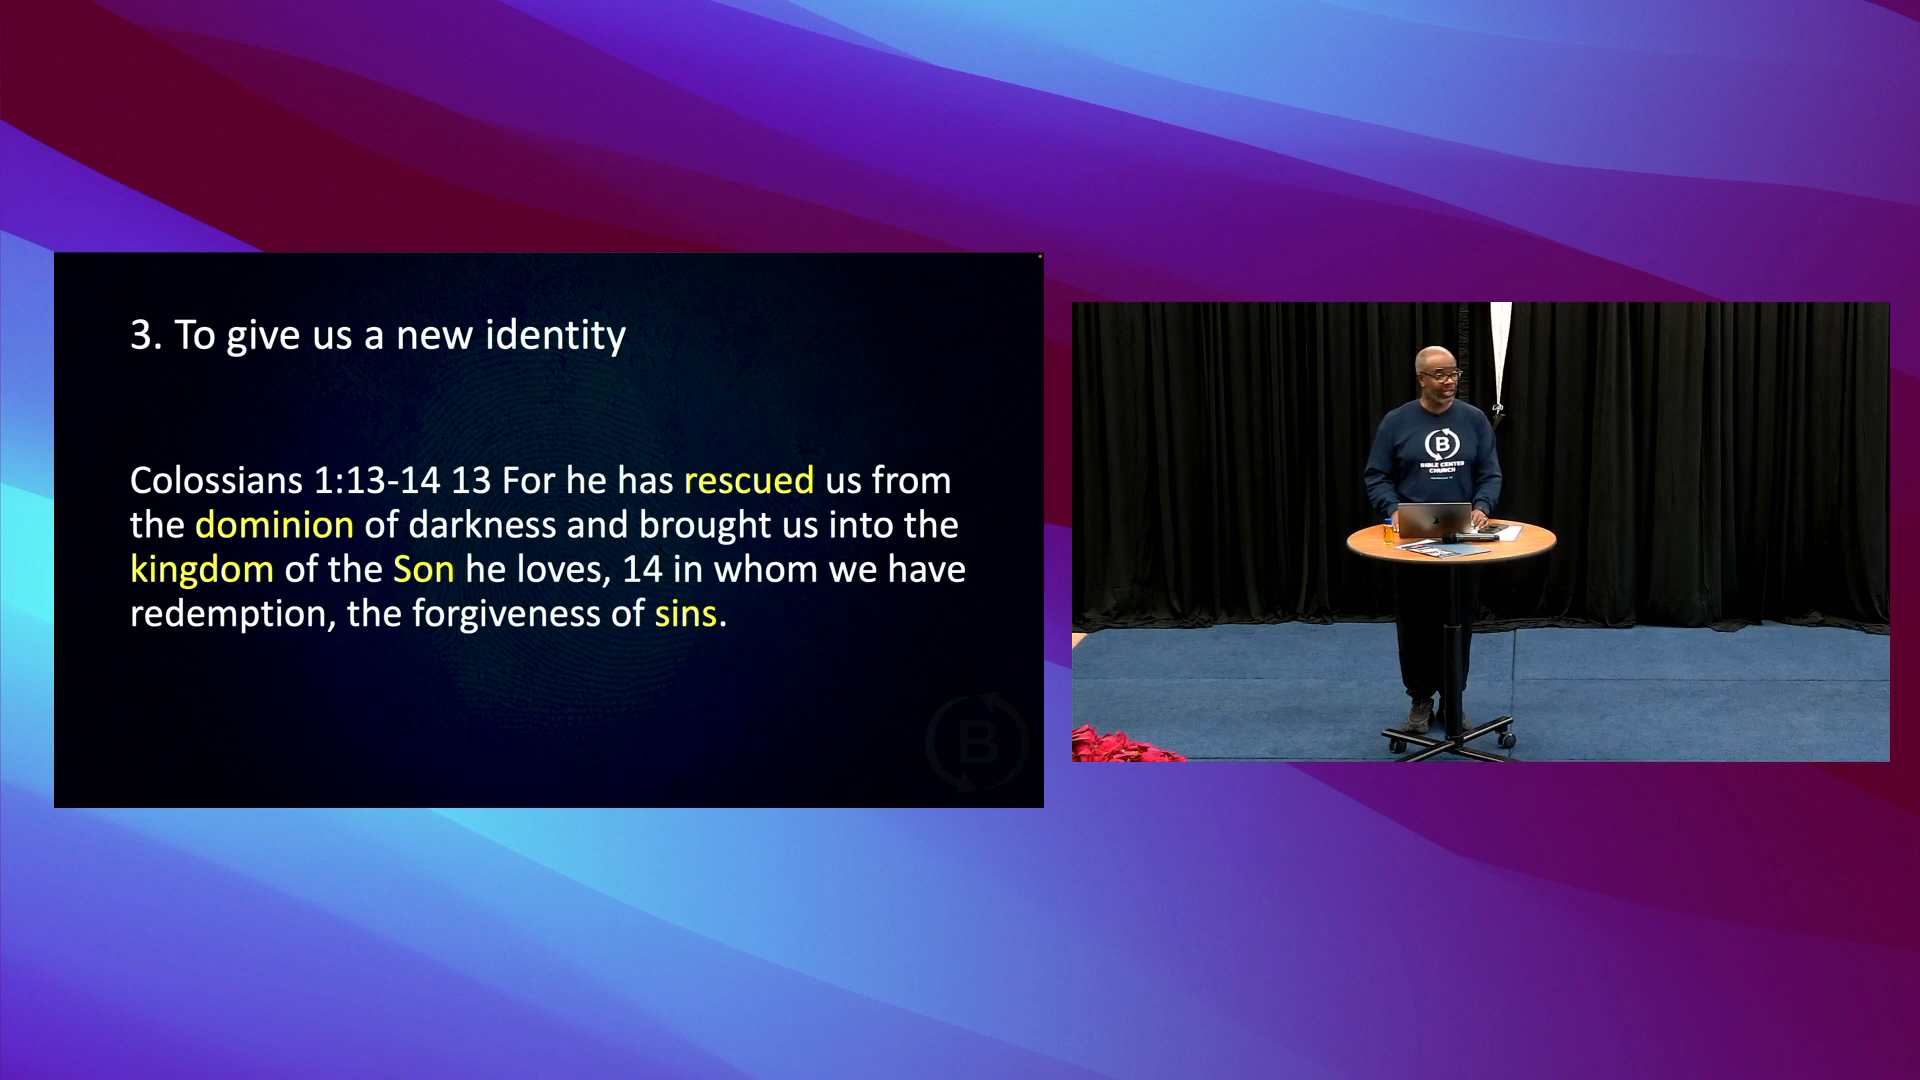 3. To give us a new identity
Colossians 1:13-14 13 For he has rescued us from
the dominion of darkness and brought us into the
kingdom of the Son he loves, 14 in whom we have
redemption, the forgiveness of sins.
B
B
BIBLE CENTER
CHURCH